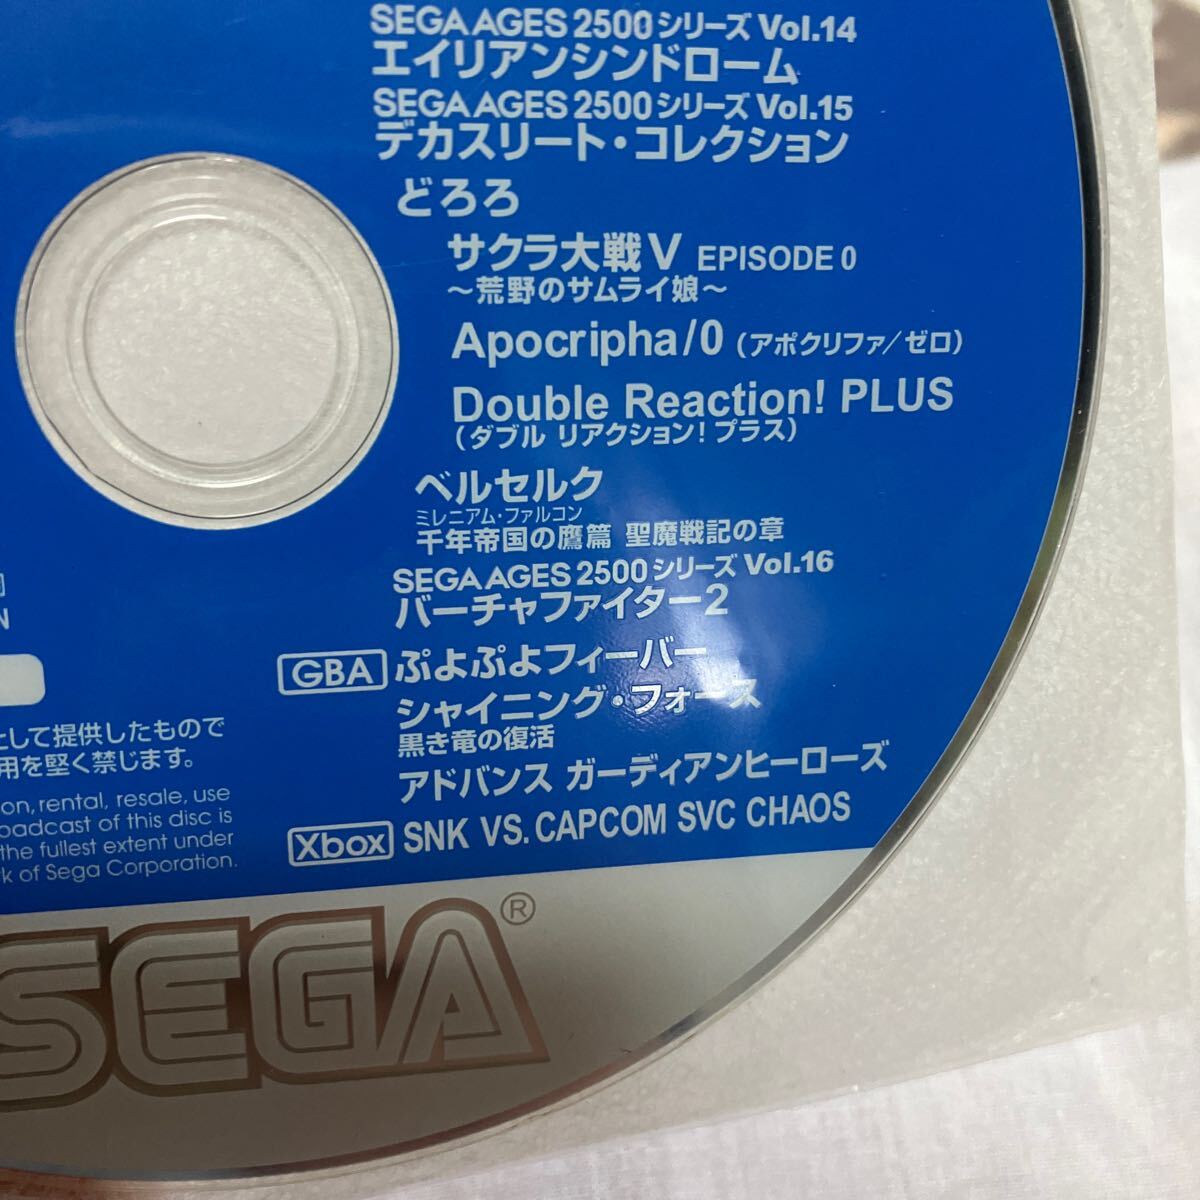 SEGA AGES 2500 シリーズ Vol.14
エイリアンシンドローム
SEGA AGES 2500 シリーズ Vol.15
デカスリート・コレクション
どろろ
サクラ大戦V EPISODE 0
～荒野のサムライ娘～
Apocripha/0 (アポクリファ/ゼロ)
Double Reaction! PLUS
(ダブル リアクション! プラス)
ベルセルク
ミレニアム・ファルコン
千年帝国の鷹篇 聖魔戦記の章
SEGA AGES 2500 シリーズ Vol.16
バーチャファイター2
GBA ぷよぷよフィーバー
シャイニング・フォース
黒き竜の復活
アドバンス ガーディアンヒーローズ
Xbox SNK VS. CAPCOM SVC CHAOS
N
として提供したもので
用を堅く禁じます。
on, rental, resale, use
oadcast of this disc is
the fullest extent under
k of Sega Corporation.
SEGA®